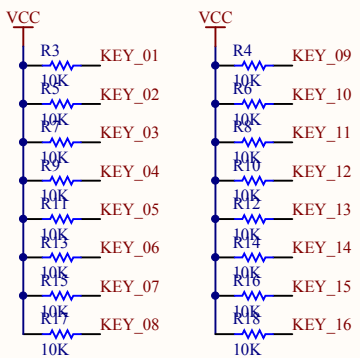 VCC
R3 KEY_01
10K
R5 KEY_02
10K
R7 KEY_03
10K
R9 KEY_04
10K
R11 KEY_05
10K
R13 KEY_06
10K
R15 KEY_07
10K
R17 KEY_08
10K
VCC
R4 KEY_09
10K
R6 KEY_10
10K
R8 KEY_11
10K
R10 KEY_12
10K
R12 KEY_13
10K
R14 KEY_14
10K
R16 KEY_15
10K
R18 KEY_16
10K